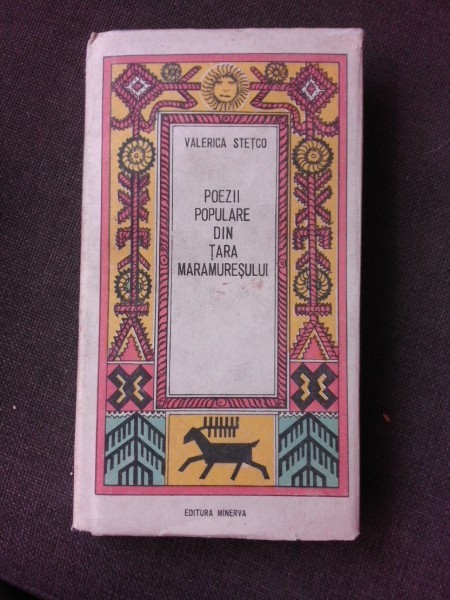 VALERICA STEȚCO
POEZII
POPULARE
DIN
ȚARA
MARAMUREȘULUI
EDITURA MINERVA